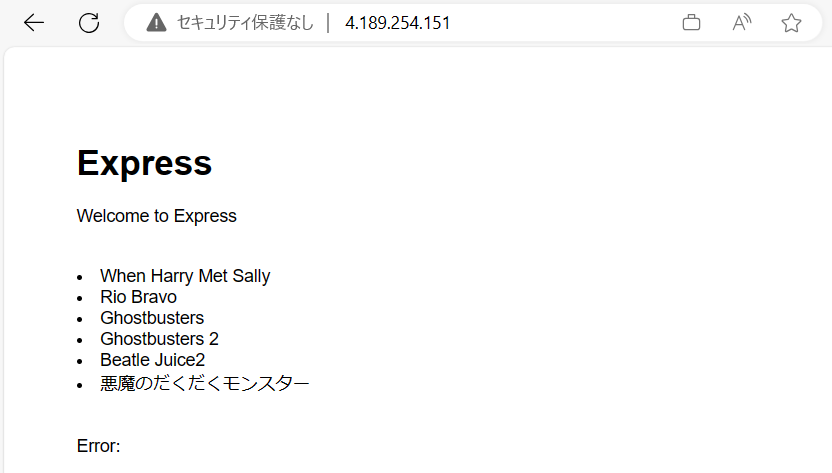 セキュリティ保護なし | 4.189.254.151
Express
Welcome to Express
When Harry Met Sally
Rio Bravo
Ghostbusters
Ghostbusters 2
Beatle Juice2
悪魔のだくだくモンスター
Error: